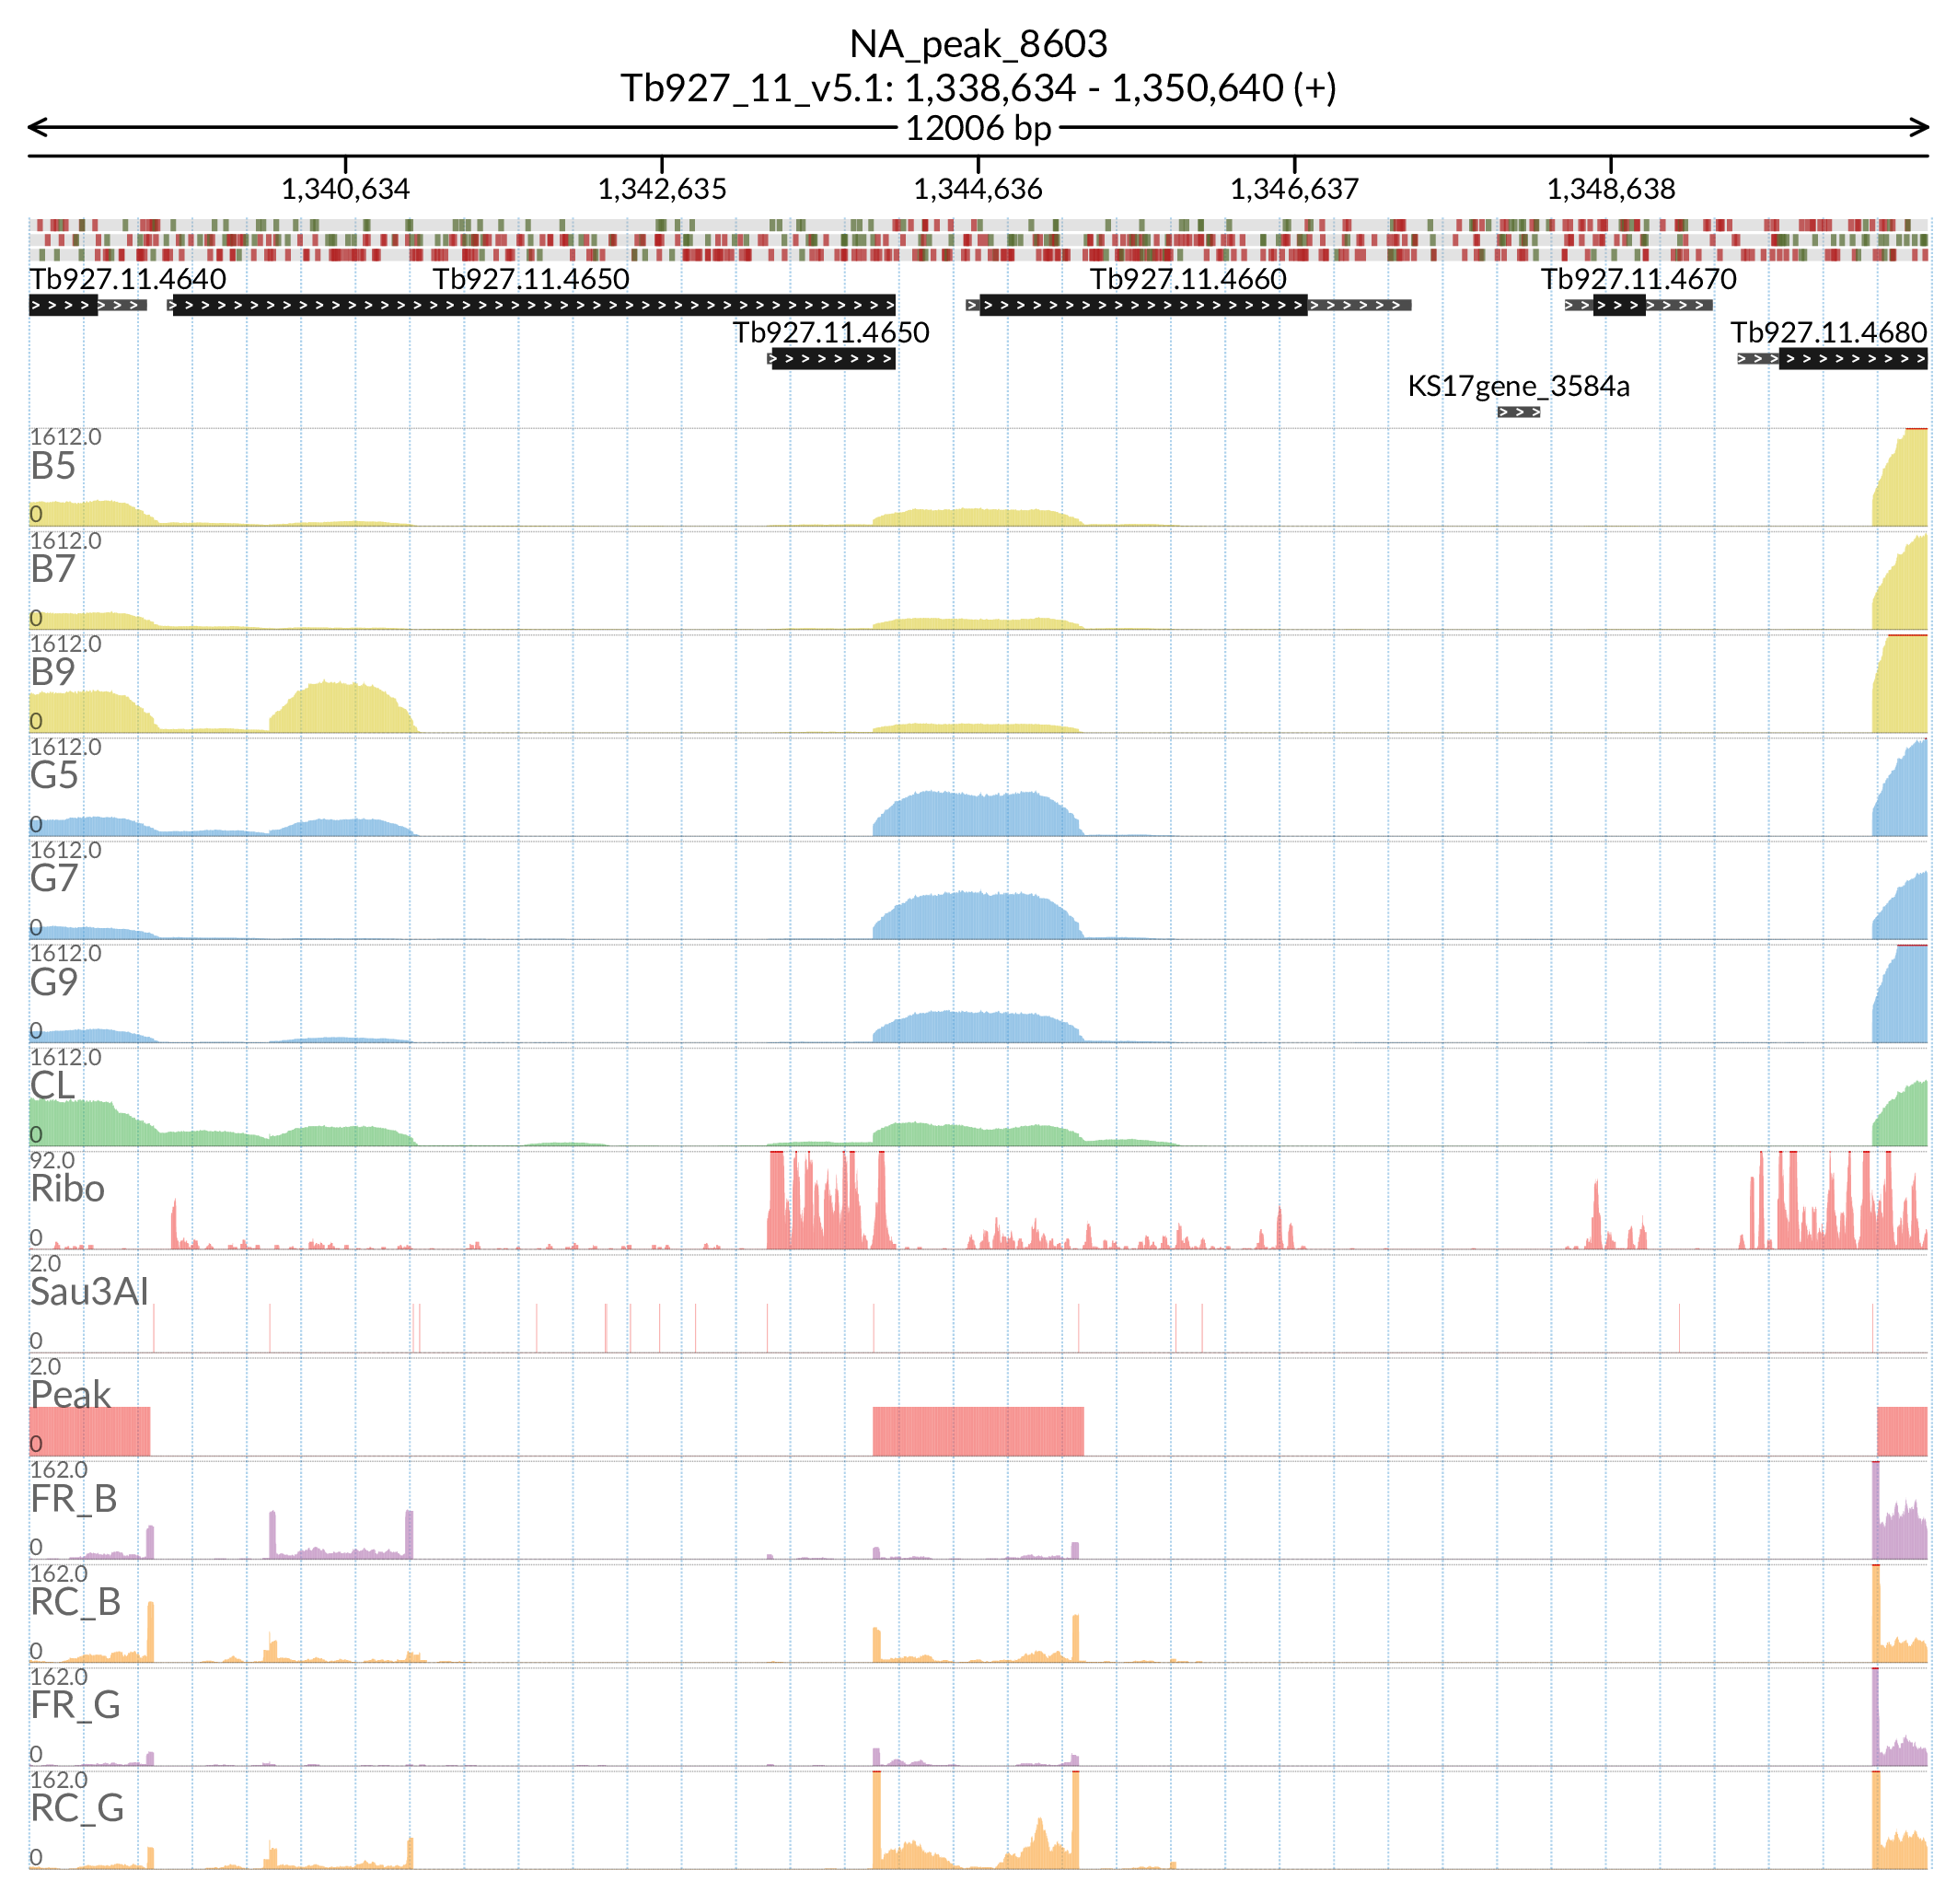 NA_peak_8603
Tb927_11_v5.1: 1,338,634 - 1,350,640 (+)
12006 bp
1,340,634 1,342,635 1,344,636 1,346,637 1,348,638
Tb927.11.4640 Tb927.11.4650 Tb927.11.4660 Tb927.11.4670
Tb927.11.4650 Tb927.11.4680
KS17gene_3584a
1612.0
B5
0
1612.0
B7
0
1612.0
B9
0
1612.0
G5
0
1612.0
G7
0
1612.0
G9
0
1612.0
CL
0
92.0
Ribo
0
2.0
Sau3AI
0
2.0
Peak
0
162.0
FR_B
0
162.0
RC_B
0
162.0
FR_G
0
162.0
RC_G
0